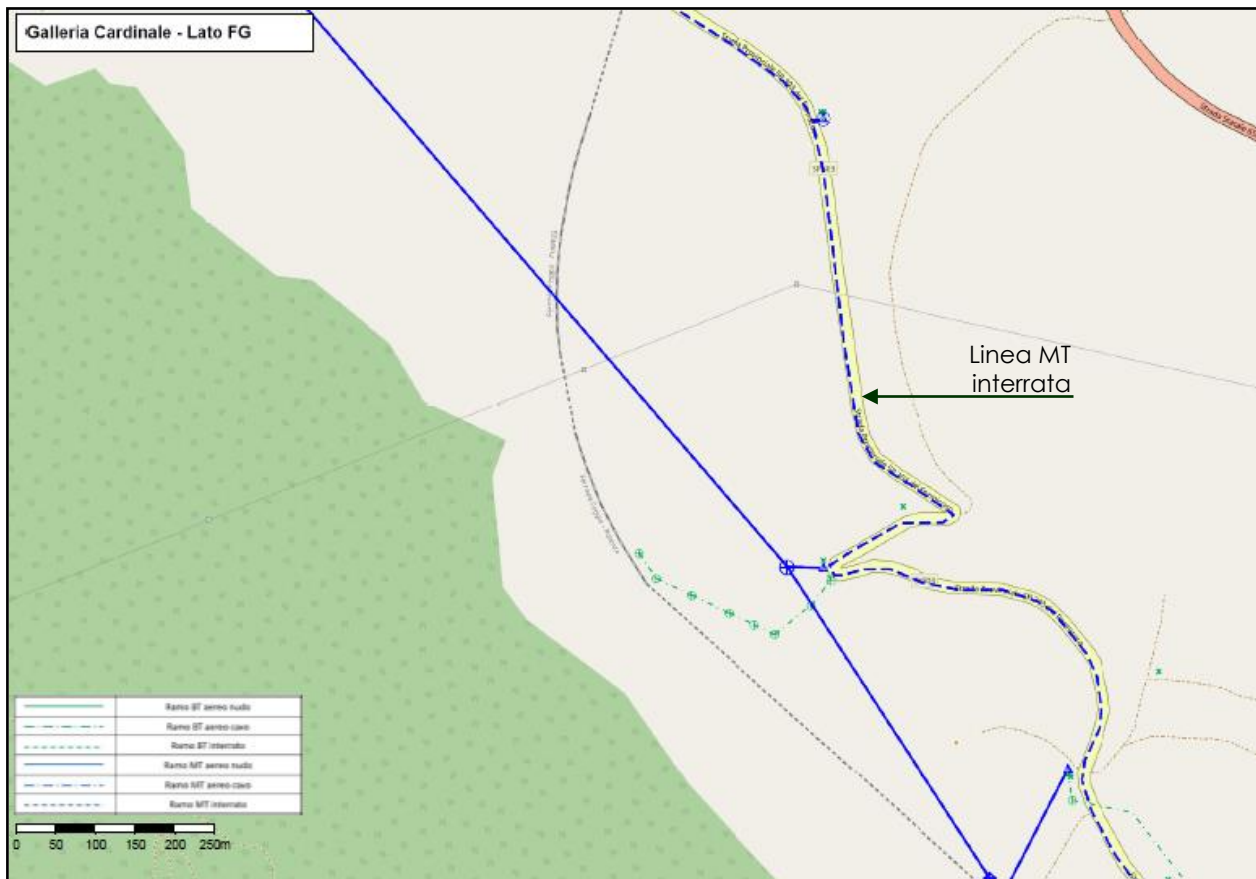 Galleria Cardinale - Lato FG
Linea MT
interrata
Ramo BT aereo nudo
Ramo BT aereo cavo
Ramo BT interrato
Ramo MT aereo nudo
Ramo MT aereo cavo
Ramo MT interrato
0 50 100 150 200 250m